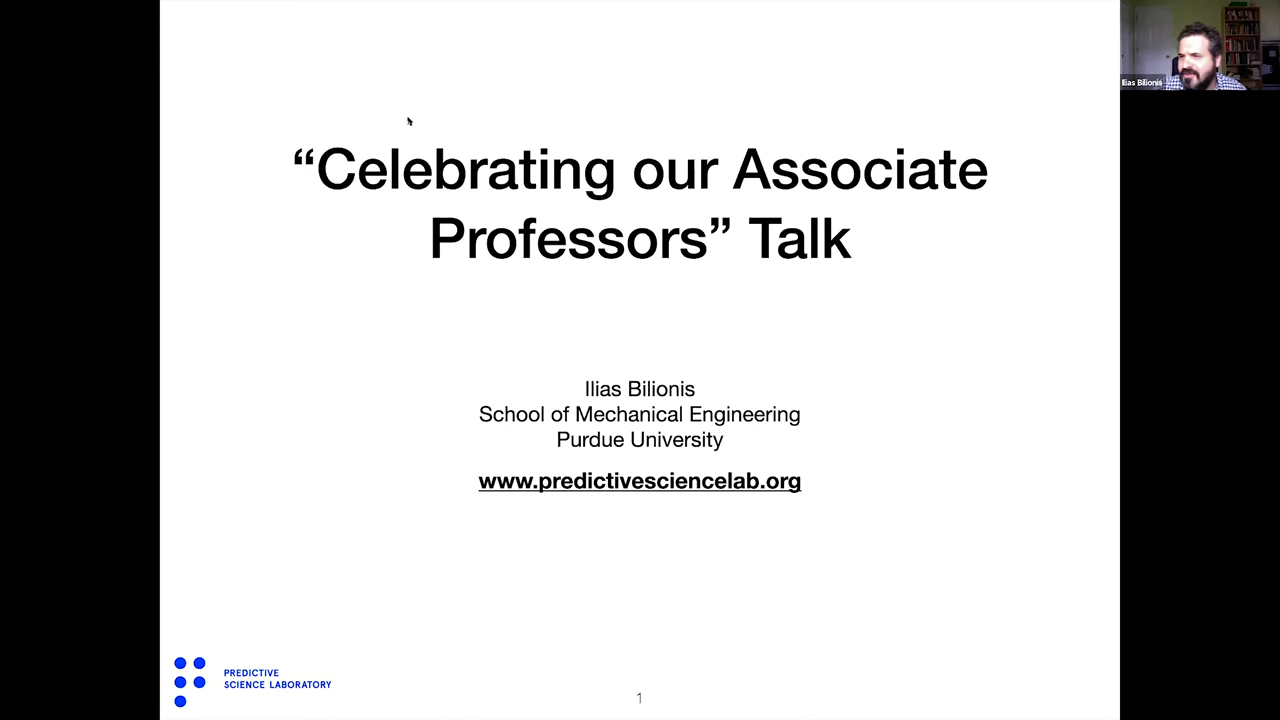 Ilias Bilionis
“Celebrating our Associate
Professors” Talk
Ilias Bilionis
School of Mechanical Engineering
Purdue University
www.predictivesciencelab.org
PREDICTIVE
SCIENCE LABORATORY
1